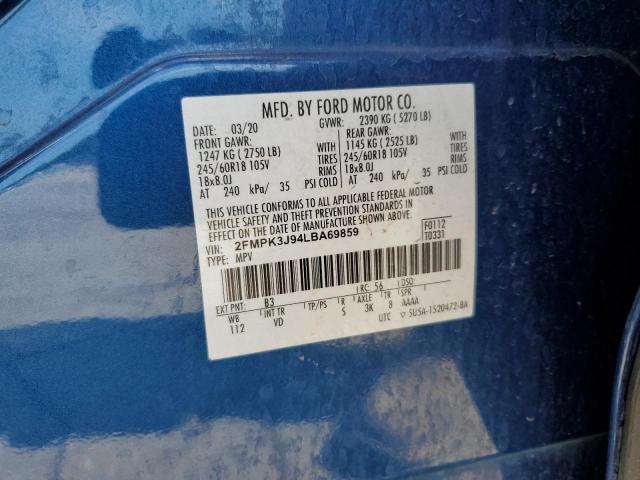 MFD. BY FORD MOTOR CO.
DATE: 03/20 GVWR: 2390 KG ( 5270 LB)
FRONT GAWR: REAR GAWR:
1247 KG ( 2750 LB) 1145 KG ( 2525 LB)
245/60R18 105V TIRES 245/60R18 105V TIRES
18x8.0J RIMS 18x8.0J RIMS
AT 240 kPa/ 35 PSI COLD AT 240 kPa/ 35 PSI COLD
THIS VEHICLE CONFORMS TO ALL APPLICABLE FEDERAL MOTOR
VEHICLE SAFETY AND THEFT PREVENTION STANDARDS IN
EFFECT ON THE DATE OF MANUFACTURE SHOWN ABOVE.
VIN: 2FMPK3J94LBA69859 F0112
TYPE: MPV T0331
EXT PNT: B3 RC: 56 DSO:
WB INT TR TP/PS R AXLE TR SPR
112 VD S 3K 8 AAAA
UTC ▽ 5U5A-1520472-BA